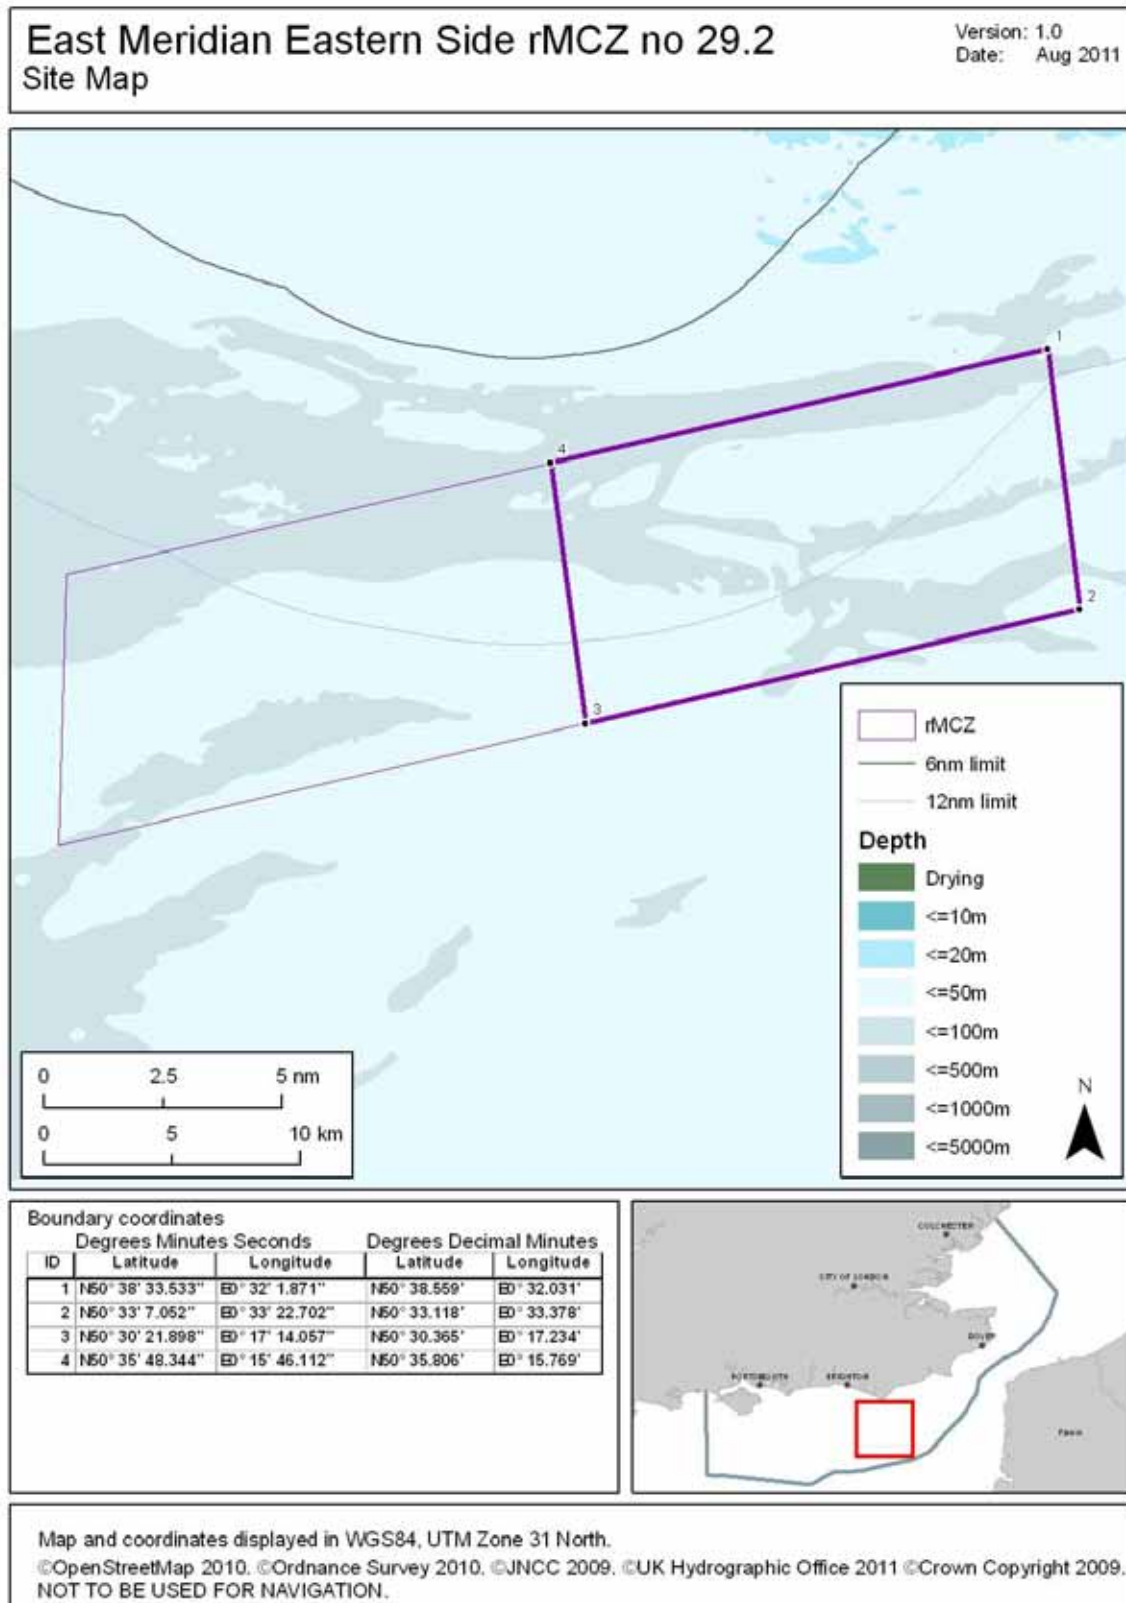 East Meridian Eastern Side rMCZ no 29.2
Site Map
Version: 1.0
Date: Aug 2011
1
4
2
3
rMCZ
6nm limit
12nm limit
Depth
Drying
<=10m
<=20m
<=50m
<=100m
<=500m
<=1000m
<=5000m
N
0 2.5 5 nm
0 5 10 km
Boundary coordinates
Degrees Minutes Seconds Degrees Decimal Minutes
ID Latitude Longitude Latitude Longitude
1 N50° 38' 33.533" E0° 32' 1.871" N50° 38.559' E0° 32.031'
2 N50° 33' 7.052" E0° 33' 22.702" N50° 33.118' E0° 33.378'
3 N50° 30' 21.898" E0° 17' 14.057" N50° 30.365' E0° 17.234'
4 N50° 35' 48.344" E0° 15' 46.112" N50° 35.806' E0° 15.769'
COLCHESTER
CITY OF LONDON
DOVER
PORTSMOUTH
BRIGHTON
Map and coordinates displayed in WGS84, UTM Zone 31 North.
©OpenStreetMap 2010. ©Ordnance Survey 2010. ©JNCC 2009. ©UK Hydrographic Office 2011 ©Crown Copyright 2009.
NOT TO BE USED FOR NAVIGATION.